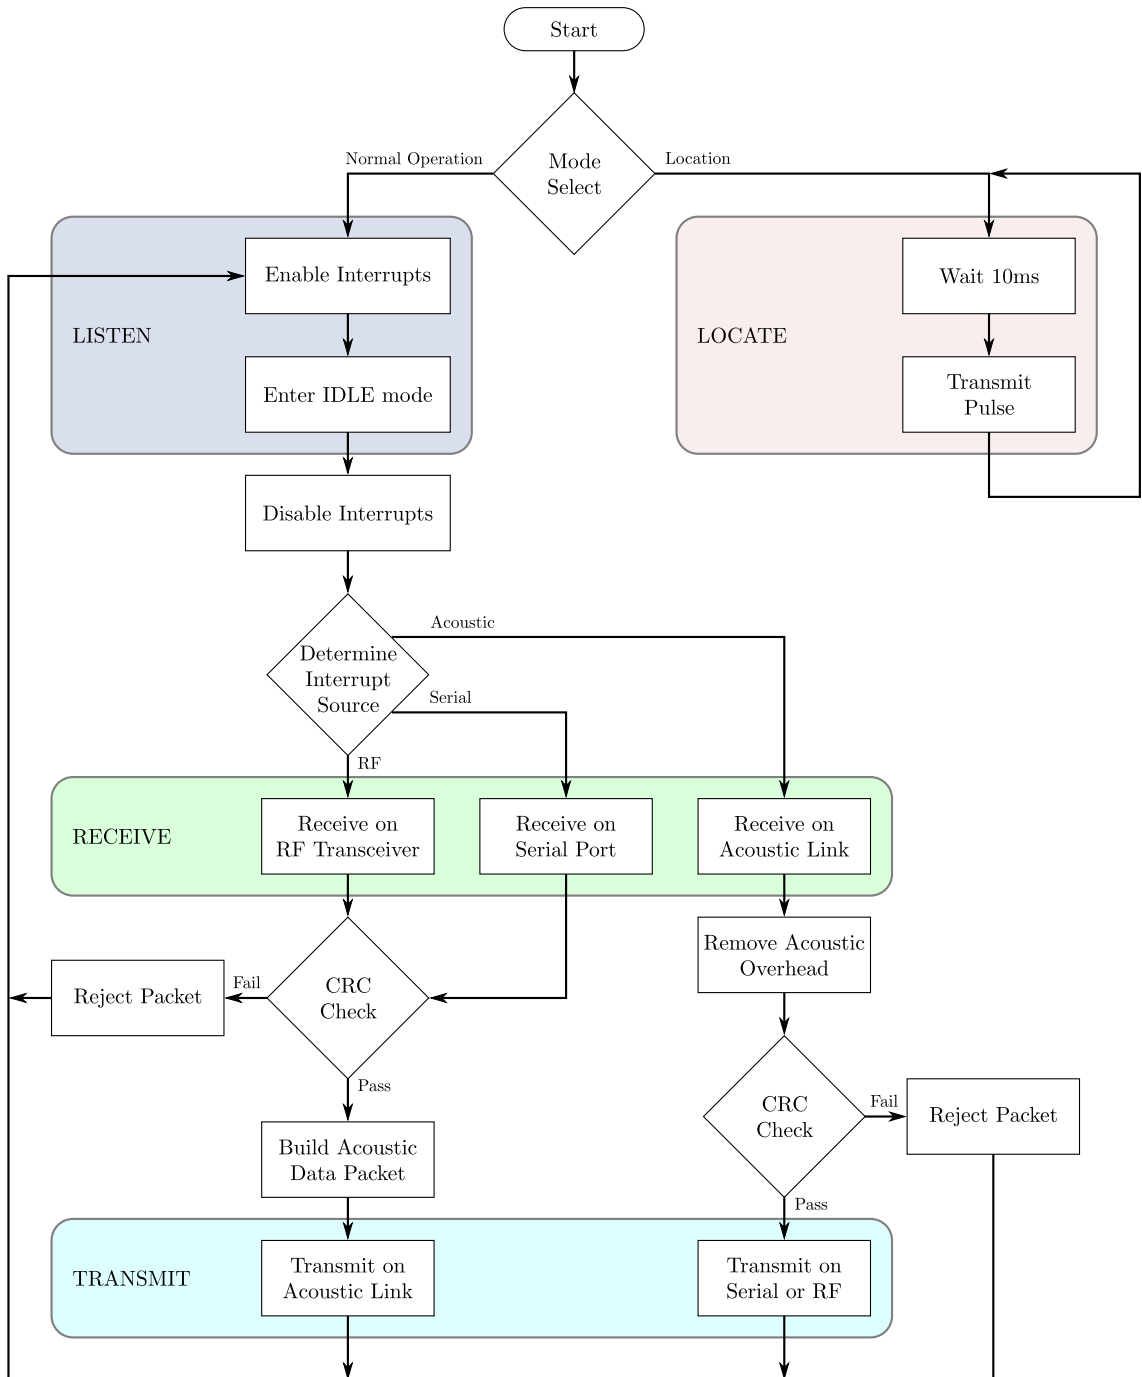 Start
Mode
Select
Normal Operation
Location
Enable Interrupts
Wait 10ms
LISTEN
LOCATE
Enter IDLE mode
Transmit
Pulse
Disable Interrupts
Acoustic
Determine
Interrupt
Source
Serial
RF
RECEIVE
Receive on
RF Transceiver
Receive on
Serial Port
Receive on
Acoustic Link
Remove Acoustic
Overhead
Reject Packet
Fail
CRC
Check
Pass
CRC
Check
Fail
Reject Packet
Build Acoustic
Data Packet
Pass
TRANSMIT
Transmit on
Acoustic Link
Transmit on
Serial or RF